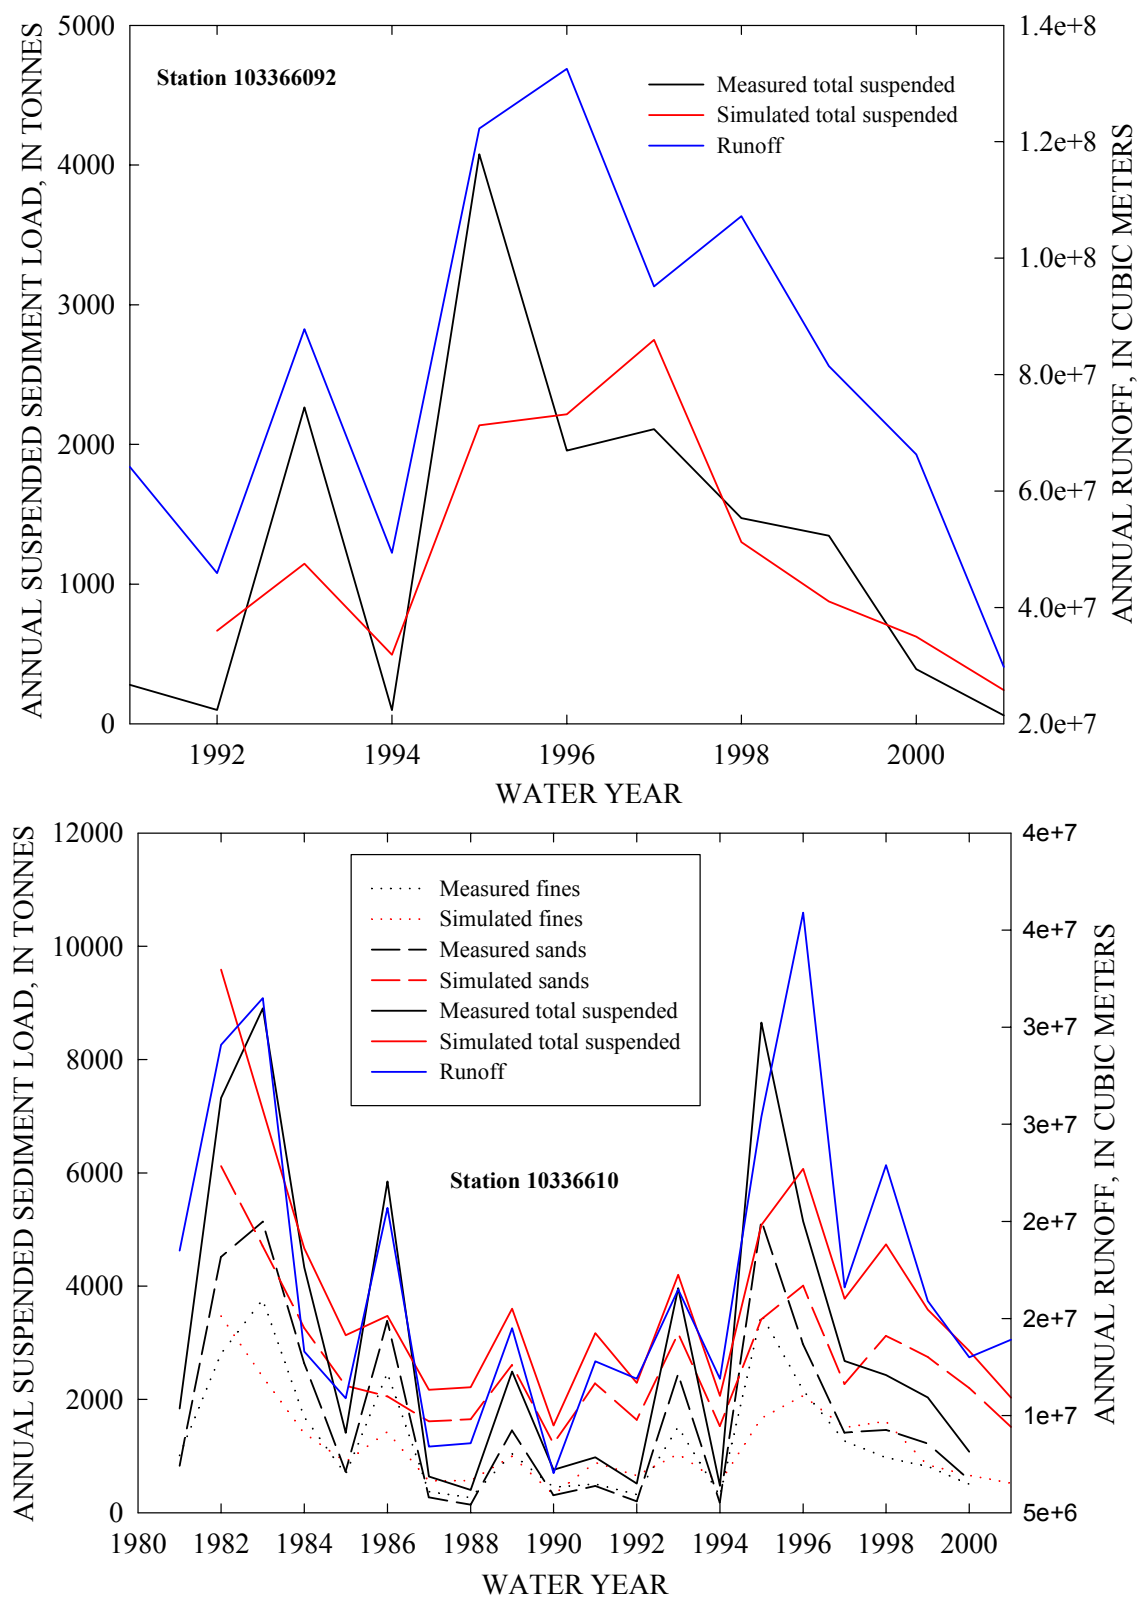 5000
4000
3000
2000
1000
0
ANNUAL SUSPENDED SEDIMENT LOAD, IN TONNES
Station 103366092
Measured total suspended
Simulated total suspended
Runoff
1.4e+8
1.2e+8
1.0e+8
8.0e+7
6.0e+7
4.0e+7
2.0e+7
ANNUAL RUNOFF, IN CUBIC METERS
1992 1994 1996 1998 2000
WATER YEAR
12000
10000
8000
6000
4000
2000
0
ANNUAL SUSPENDED SEDIMENT LOAD, IN TONNES
Measured fines
Simulated fines
Measured sands
Simulated sands
Measured total suspended
Simulated total suspended
Runoff
Station 10336610
4e+7
4e+7
3e+7
3e+7
2e+7
2e+7
1e+7
5e+6
ANNUAL RUNOFF, IN CUBIC METERS
1980 1982 1984 1986 1988 1990 1992 1994 1996 1998 2000
WATER YEAR